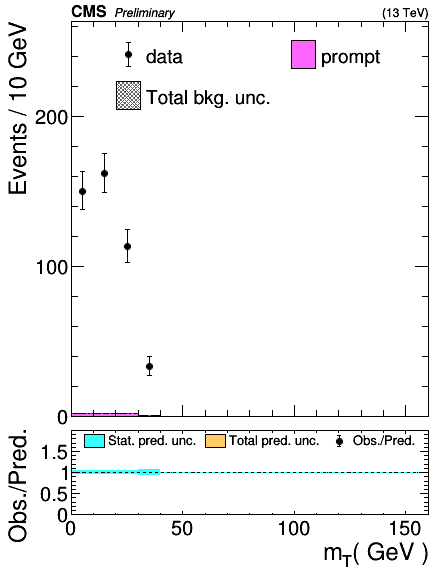 CMS Preliminary (13 TeV)
Events / 10 GeV
data
prompt
Total bkg. unc.
200
100
0
Obs./Pred.
Stat. pred. unc.
Total pred. unc.
Obs./Pred.
1.5
1
0.5
0
0
50
100
150
m_T( GeV )